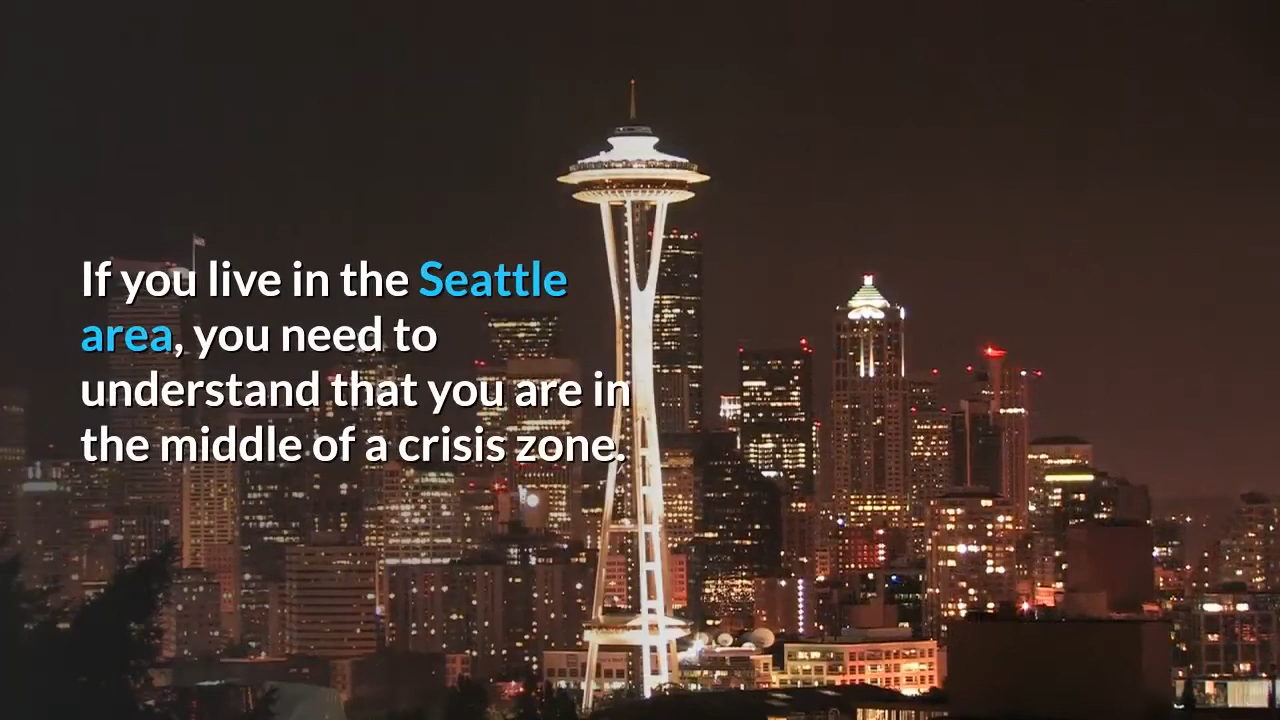 If you live in the Seattle
area, you need to
understand that you are in
the middle of a crisis zone.